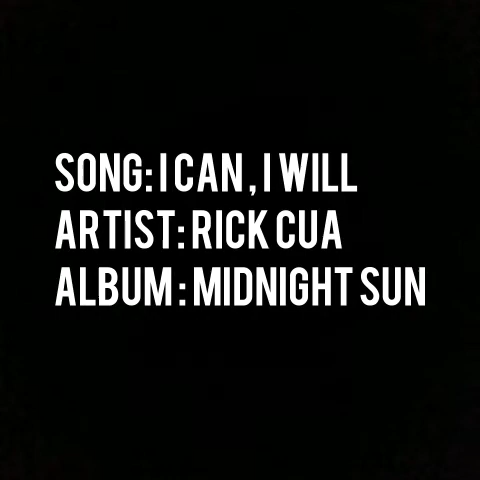 SONG: I CAN , I WILL
ARTIST: RICK CUA
ALBUM : MIDNIGHT SUN